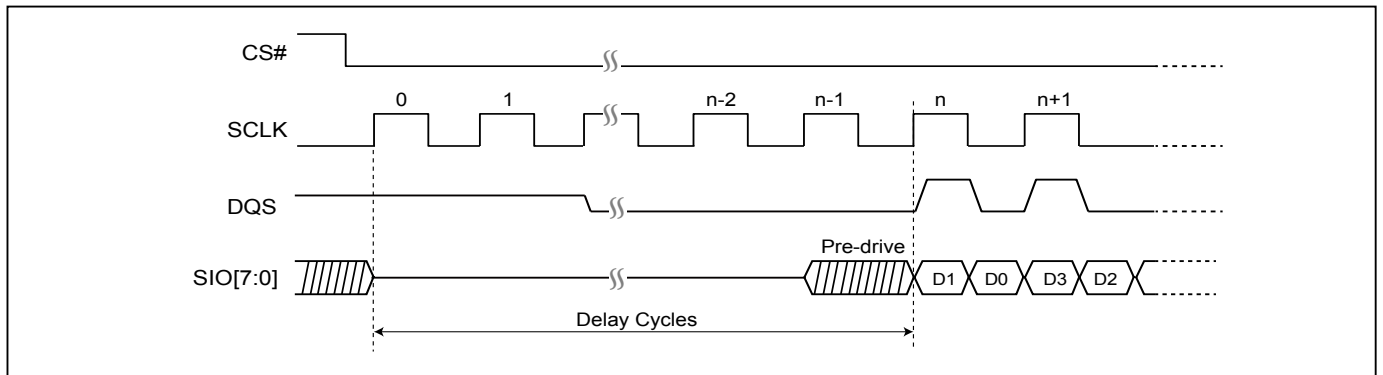 CS#
0 1 n-2 n-1 n n+1
SCLK
DQS
Pre-drive
SIO[7:0] D1 D0 D3 D2
Delay Cycles